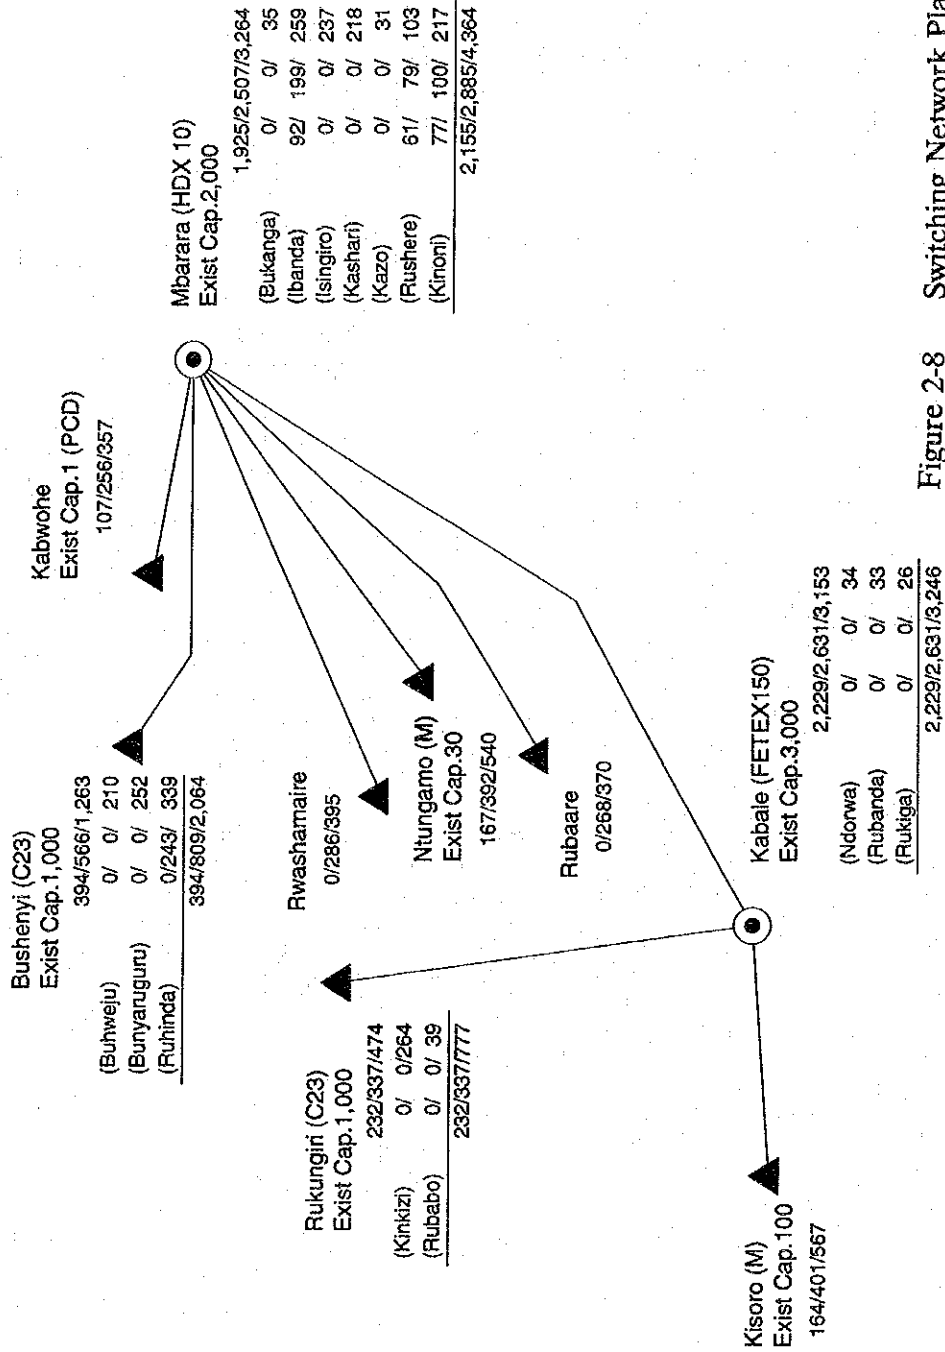 Bushenyi (C23)
Exist Cap.1,000
394/566/1,263
(Buhweju) 0/ 0/ 210
(Bunyaruguru) 0/ 0/ 252
(Ruhinda) 0/243/ 339
394/809/2,064
Kabwohe
Exist Cap.1 (PCD)
107/256/357
Mbarara (HDX 10)
Exist Cap.2,000
1,925/2,507/3,264
(Bukanga) 0/ 0/ 35
(Ibanda) 92/ 199/ 259
(Isingiro) 0/ 0/ 237
(Kashari) 0/ 0/ 218
(Kazo) 0/ 0/ 31
(Rushere) 61/ 79/ 103
(Kinoni) 77/ 100/ 217
2,155/2,885/4,364
Rwashamaire
0/286/395
Ntungamo (M)
Exist Cap.30
167/392/540
Rubaare
0/268/370
Rukungiri (C23)
Exist Cap.1,000
232/337/474
(Kinkizi) 0/ 0/264
(Rubabo) 0/ 0/ 39
232/337/777
Kabale (FETEX150)
Exist Cap.3,000
2,229/2,631/3,153
(Ndorwa) 0/ 0/ 34
(Rubanda) 0/ 0/ 33
(Rukiga) 0/ 0/ 26
2,229/2,631/3,246
Kisoro (M)
Exist Cap.100
164/401/567
Figure 2-8 Switching Network